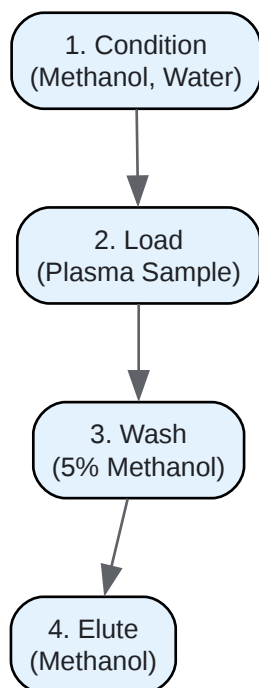 1. Condition
(Methanol, Water)
2. Load
(Plasma Sample)
3. Wash
(5% Methanol)
4. Elute
(Methanol)